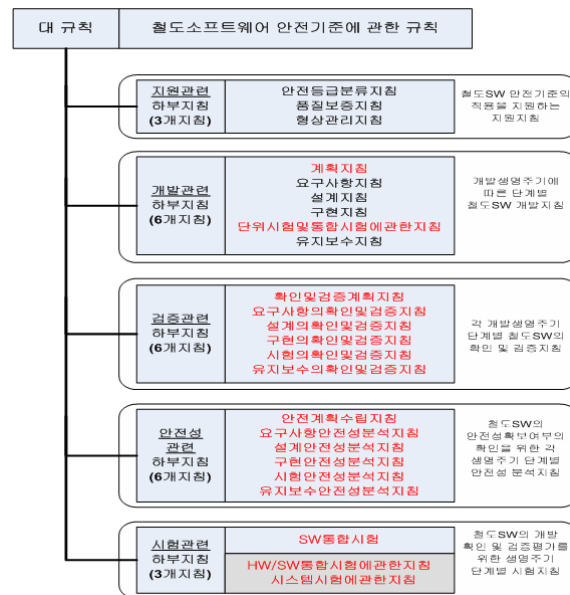 대 규칙
철도소프트웨어 안전기준에 관한 규칙
지원관련
하부지침
(3개지침)
안전등급분류지침
품질보증지침
형상관리지침
철도SW 안전기준의
적용을 지원하는
지원지침
개발관련
하부지침
(6개지침)
계획지침
요구사항지침
설계지침
구현지침
단위시험및통합시험에관한지침
유지보수지침
개발생명주기에
따른 단계별
철도SW 개발지침
검증관련
하부지침
(6개지침)
확인및검증계획지침
요구사항의확인및검증지침
설계의확인및검증지침
구현의확인및검증지침
시험의확인및검증지침
유지보수의확인및검증지침
각 개발생명주기
단계별 철도SW의
확인 및 검증지침
안전성
관련
하부지침
(6개지침)
안전계획수립지침
요구사항안전성분석지침
설계안전성분석지침
구현안전성분석지침
시험안전성분석지침
유지보수안전성분석지침
철도SW의
안전성확보여부의
확인을 위한 각
생명주기 단계별
안전성 분석지침
시험관련
하부지침
(3개지침)
SW통합시험
HW/SW통합시험에관한지침
시스템시험에관한지침
철도SW의 개발
확인 및 검증평가를
위한 생명주기
단계별 시험지침